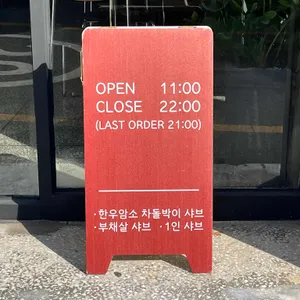 OPEN 11:00
CLOSE 22:00
(LAST ORDER 21:00)
· 한우암소 차돌박이 샤브
· 부채살 샤브 · 1인 샤브